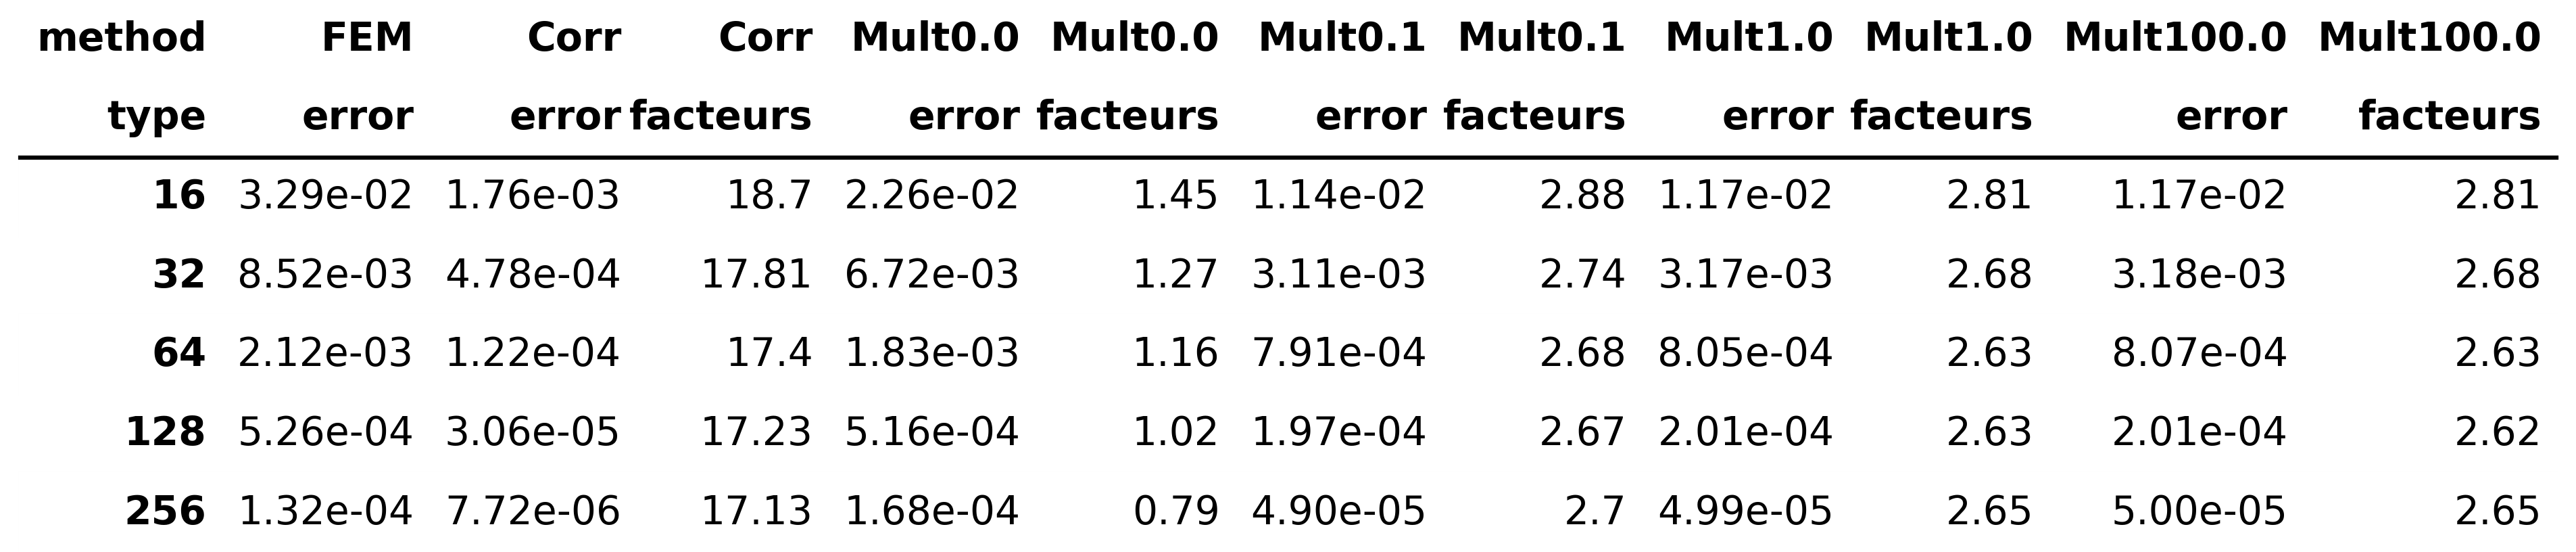 method FEM Corr Corr Mult0.0 Mult0.0 Mult0.1 Mult0.1 Mult1.0 Mult1.0 Mult100.0 Mult100.0
type error error facteurs error facteurs error facteurs error facteurs error facteurs
16 3.29e-02 1.76e-03 18.7 2.26e-02 1.45 1.14e-02 2.88 1.17e-02 2.81 1.17e-02 2.81
32 8.52e-03 4.78e-04 17.81 6.72e-03 1.27 3.11e-03 2.74 3.17e-03 2.68 3.18e-03 2.68
64 2.12e-03 1.22e-04 17.4 1.83e-03 1.16 7.91e-04 2.68 8.05e-04 2.63 8.07e-04 2.63
128 5.26e-04 3.06e-05 17.23 5.16e-04 1.02 1.97e-04 2.67 2.01e-04 2.63 2.01e-04 2.62
256 1.32e-04 7.72e-06 17.13 1.68e-04 0.79 4.90e-05 2.7 4.99e-05 2.65 5.00e-05 2.65